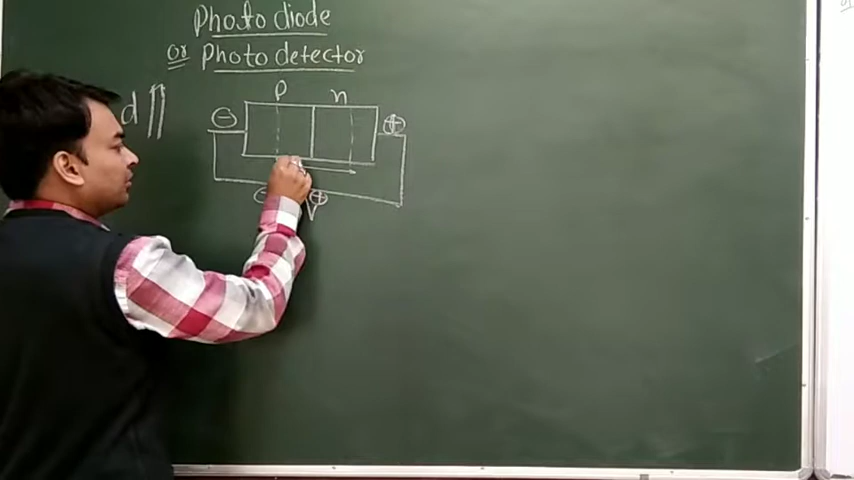 Photo diode
or Photo detector
p n
d
⊖ ⊕
⊖ ⊕
V